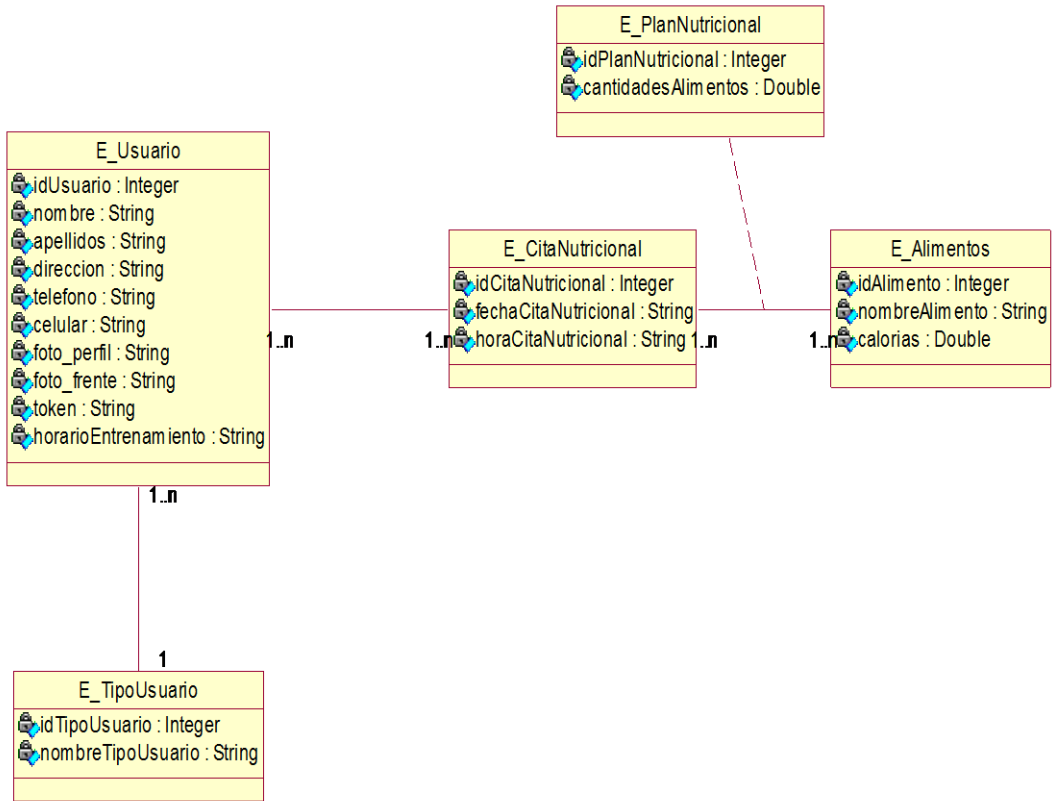 E_PlanNutricional
idPlanNutricional : Integer
cantidadesAlimentos : Double
E_Usuario
idUsuario : Integer
nombre : String
apellidos : String
direccion : String
telefono : String
celular : String
foto_perfil : String
foto_frente : String
token : String
horarioEntrenamiento : String
E_CitaNutricional
idCitaNutricional : Integer
fechaCitaNutricional : String
horaCitaNutricional : String
E_Alimentos
idAlimento : Integer
nombreAlimento : String
calorias : Double
1..n
1..n
1..n
1..n
1..n
1
E_TipoUsuario
idTipoUsuario : Integer
nombreTipoUsuario : String